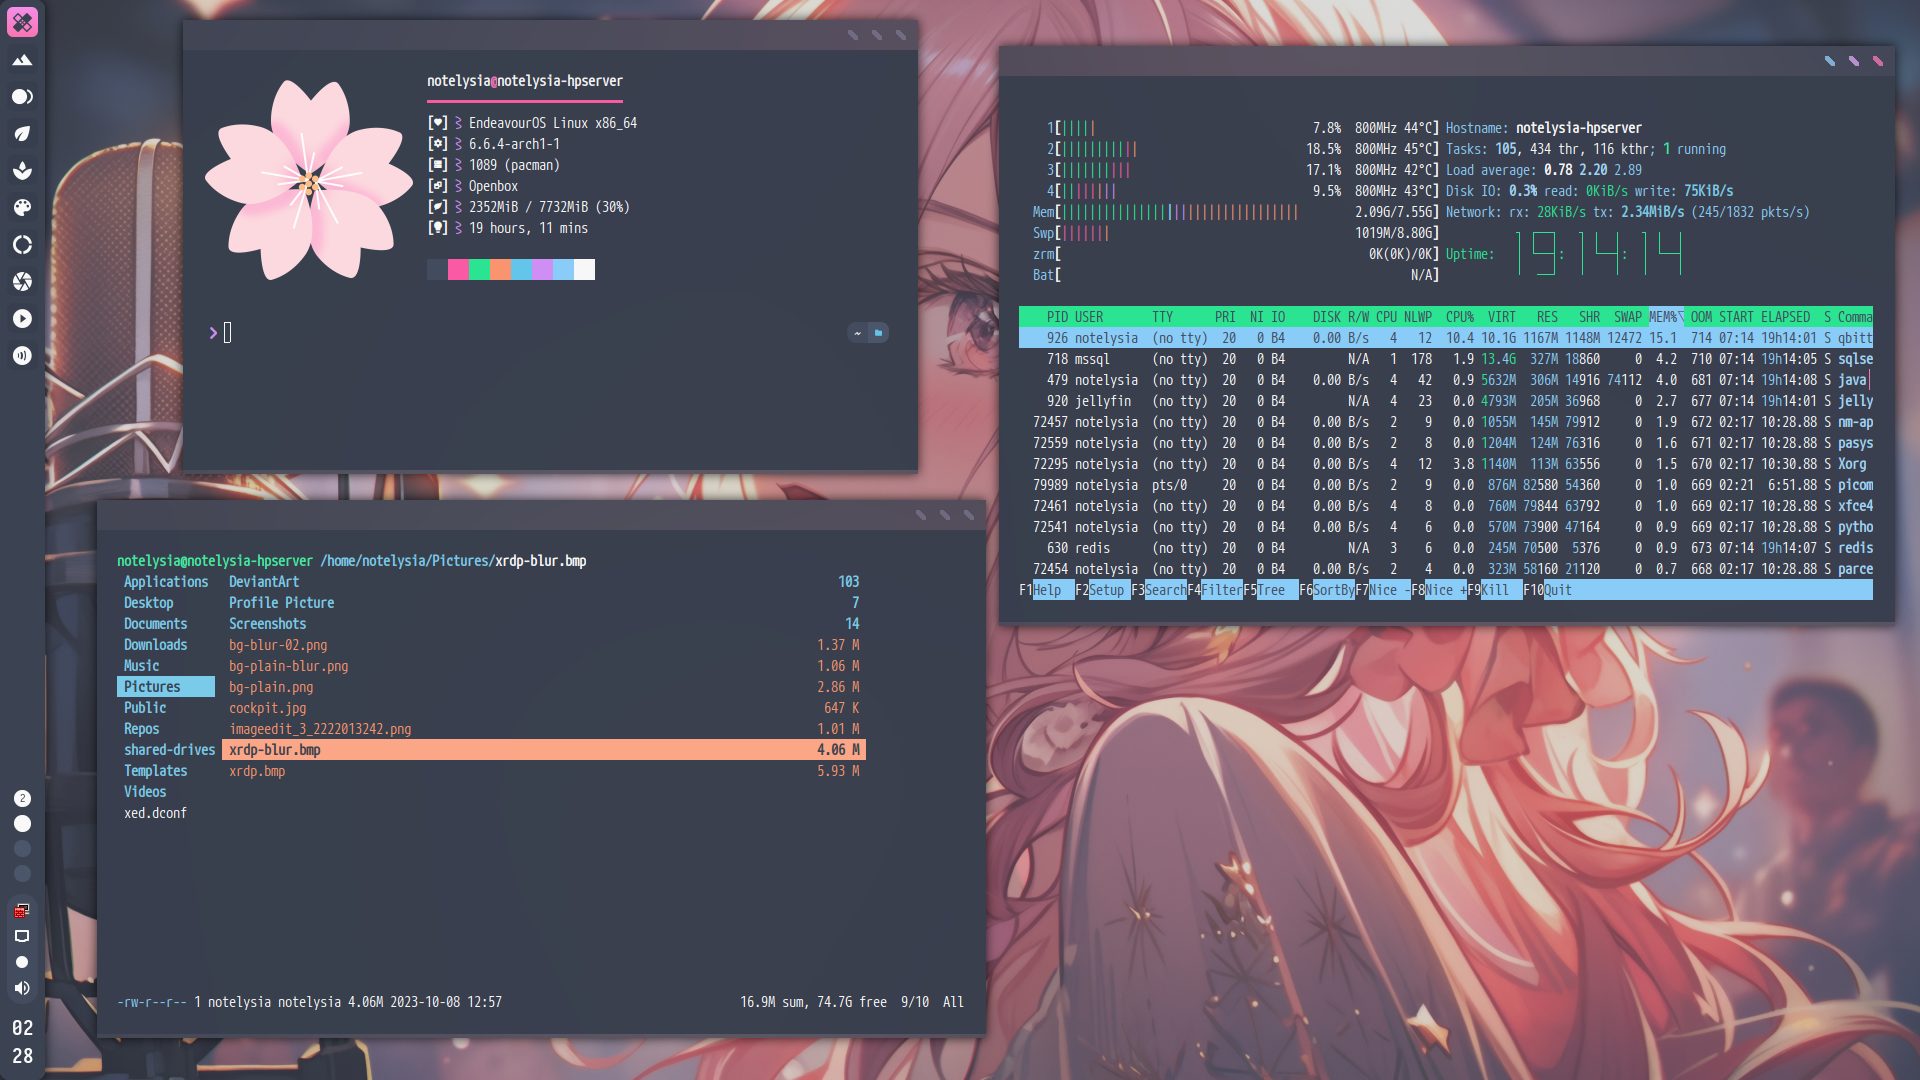 notelysia@notelysia-hpserver
EndeavourOS Linux x86_64
6.6.4-arch1-1
1089 (pacman)
Openbox
2352MiB / 7732MiB (30%)
19 hours, 11 mins
❯
~
1[||||| 7.8% 800MHz 44°C]
2[||||||||||| 18.5% 800MHz 45°C]
3[|||||||||| 17.1% 800MHz 42°C]
4[|||||||| 9.5% 800MHz 43°C]
Mem[|||||||||||||||||||||||||||||||||| 2.09G/7.55G]
Swp[||||||| 1019M/8.80G]
zrm[ 0K(0K)/0K]
Bat[ N/A]
Hostname: notelysia-hpserver
Tasks: 105, 434 thr, 116 kthr; 1 running
Load average: 0.78 2.20 2.89
Disk IO: 0.3% read: 0KiB/s write: 75KiB/s
Network: rx: 28KiB/s tx: 2.34MiB/s (245/1832 pkts/s)
Uptime: 19:14:14
PID USER TTY PRI NI IO DISK R/W CPU NLWP CPU% VIRT RES SHR SWAP MEM%▽ OOM START ELAPSED S Comma
926 notelysia (no tty) 20 0 B4 0.00 B/s 4 12 10.4 10.1G 1167M 1148M 12472 15.1 714 07:14 19h14:01 S qbitt
718 mssql (no tty) 20 0 B4 N/A 1 178 1.9 13.4G 327M 18860 0 4.2 710 07:14 19h14:05 S sqlse
479 notelysia (no tty) 20 0 B4 0.00 B/s 4 42 0.9 5632M 306M 14916 74112 4.0 681 07:14 19h14:08 S java
920 jellyfin (no tty) 20 0 B4 N/A 4 23 0.0 4793M 205M 36968 0 2.7 677 07:14 19h14:01 S jelly
72457 notelysia (no tty) 20 0 B4 0.00 B/s 2 9 0.0 1055M 145M 79912 0 1.9 672 02:17 10:28.88 S nm-ap
72559 notelysia (no tty) 20 0 B4 0.00 B/s 2 8 0.0 1204M 124M 76316 0 1.6 671 02:17 10:28.88 S pasys
72295 notelysia (no tty) 20 0 B4 0.00 B/s 4 12 3.8 1140M 113M 63556 0 1.5 670 02:17 10:30.88 S Xorg
79989 notelysia pts/0 20 0 B4 0.00 B/s 2 9 0.0 876M 82580 54360 0 1.0 669 02:21 6:51.88 S picom
72461 notelysia (no tty) 20 0 B4 0.00 B/s 4 8 0.0 760M 79844 63792 0 1.0 669 02:17 10:28.88 S xfce4
72541 notelysia (no tty) 20 0 B4 0.00 B/s 4 6 0.0 570M 73900 47164 0 0.9 669 02:17 10:28.88 S pytho
630 redis (no tty) 20 0 B4 N/A 3 6 0.0 245M 70500 5376 0 0.9 673 07:14 19h14:07 S redis
72454 notelysia (no tty) 20 0 B4 0.00 B/s 2 4 0.0 323M 58160 21120 0 0.7 668 02:17 10:28.88 S parce
F1Help F2Setup F3SearchF4FilterF5Tree F6SortByF7Nice -F8Nice +F9Kill F10Quit
notelysia@notelysia-hpserver /home/notelysia/Pictures/xrdp-blur.bmp
Applications DeviantArt 103
Desktop Profile Picture 7
Documents Screenshots 14
Downloads bg-blur-02.png 1.37 M
Music bg-plain-blur.png 1.06 M
Pictures bg-plain.png 2.86 M
Public cockpit.jpg 647 K
Repos imageedit_3_2222013242.png 1.01 M
shared-drives xrdp-blur.bmp 4.06 M
Templates xrdp.bmp 5.93 M
Videos
xed.dconf
-rw-r--r-- 1 notelysia notelysia 4.06M 2023-10-08 12:57 16.9M sum, 74.7G free 9/10 All
2
02
28